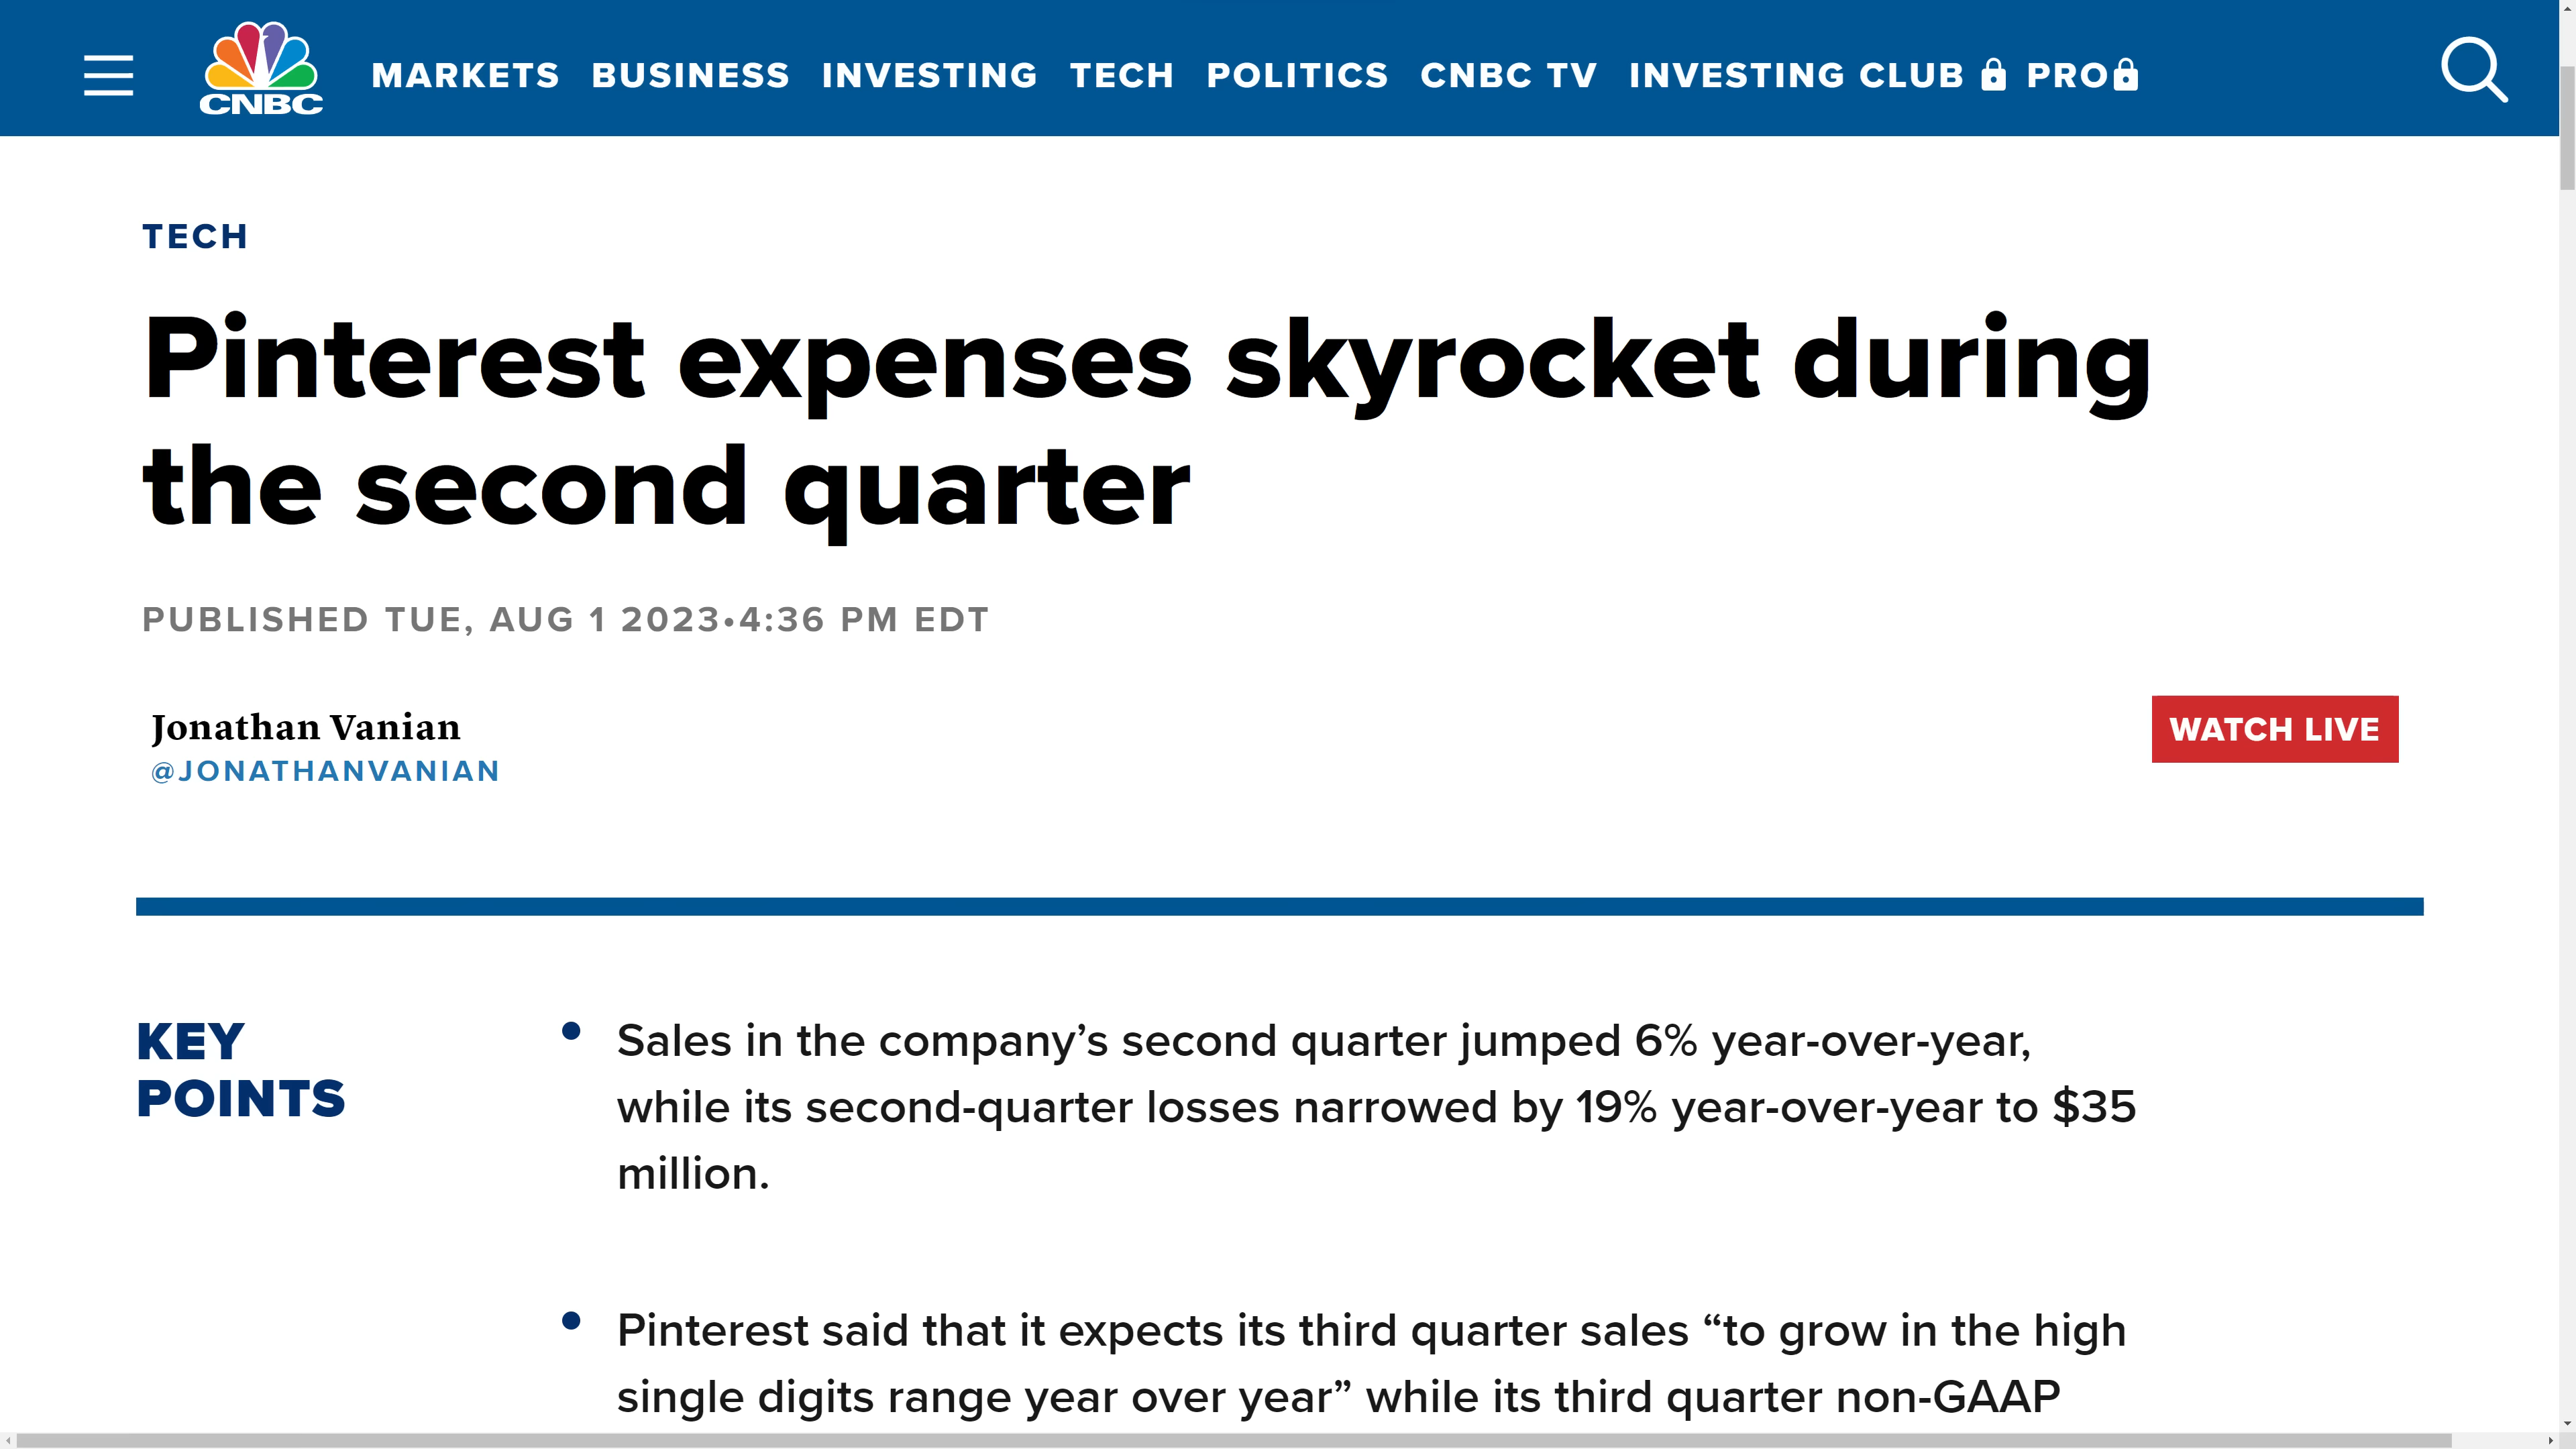 CNBC
MARKETS BUSINESS INVESTING TECH POLITICS CNBC TV INVESTING CLUB PRO
TECH
Pinterest expenses skyrocket during
the second quarter
PUBLISHED TUE, AUG 1 2023•4:36 PM EDT
Jonathan Vanian
@JONATHANVANIAN
WATCH LIVE
KEY
POINTS
• Sales in the company’s second quarter jumped 6% year-over-year,
while its second-quarter losses narrowed by 19% year-over-year to $35
million.
• Pinterest said that it expects its third quarter sales “to grow in the high
single digits range year over year” while its third quarter non-GAAP